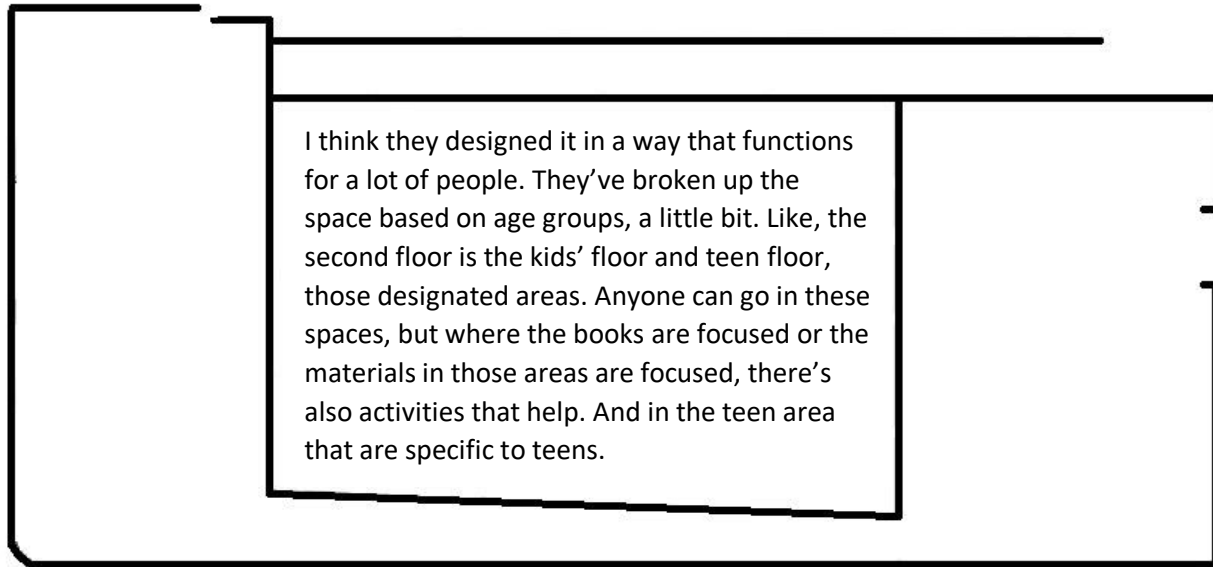 I think they designed it in a way that functions
for a lot of people. They’ve broken up the
space based on age groups, a little bit. Like, the
second floor is the kids’ floor and teen floor,
those designated areas. Anyone can go in these
spaces, but where the books are focused or the
materials in those areas are focused, there’s
also activities that help. And in the teen area
that are specific to teens.